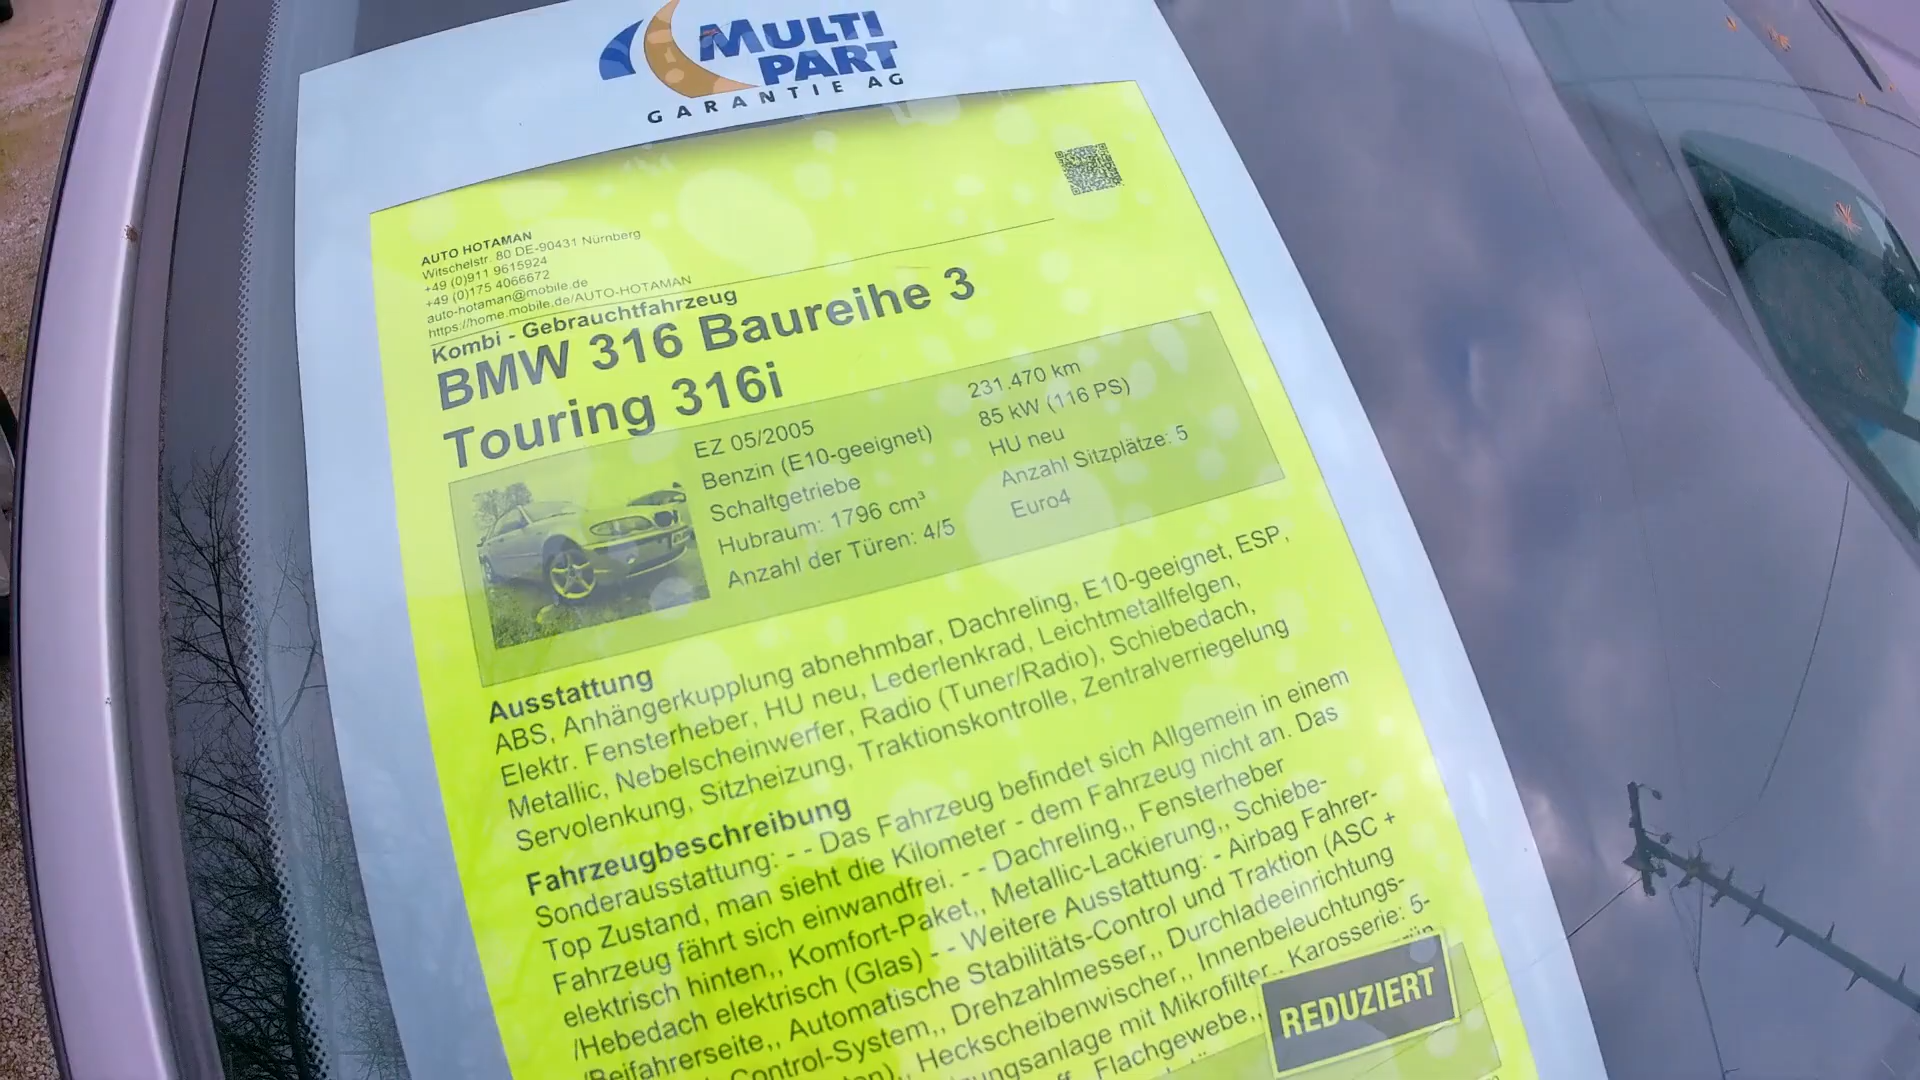 MULTI
PART
GARANTIE AG
AUTO HOTAMAN
Witschelstr. 80 DE-90431 Nürnberg
+49 (0)911 9615924
+49 (0)175 4066672
auto-hotaman@mobile.de
https://home.mobile.de/AUTO-HOTAMAN
Kombi - Gebrauchtfahrzeug
BMW 316 Baureihe 3
Touring 316i
EZ 05/2005 231.470 km
Benzin (E10-geeignet) 85 kW (116 PS)
Schaltgetriebe HU neu
Hubraum: 1796 cm³ Anzahl Sitzplätze: 5
Anzahl der Türen: 4/5 Euro4
Ausstattung
ABS, Anhängerkupplung abnehmbar, Dachreling, E10-geeignet, ESP,
Elektr. Fensterheber, HU neu, Lederlenkrad, Leichtmetallfelgen,
Metallic, Nebelscheinwerfer, Radio (Tuner/Radio), Schiebedach,
Servolenkung, Sitzheizung, Traktionskontrolle, Zentralverriegelung
Fahrzeugbeschreibung
Sonderausstattung: - - Das Fahrzeug befindet sich Allgemein in einem
Top Zustand, man sieht die Kilometer - dem Fahrzeug nicht an. Das
Fahrzeug fährt sich einwandfrei. - - Dachreling,, Fensterheber
elektrisch hinten,, Komfort-Paket,, Metallic-Lackierung,, Schiebe-
/Hebedach elektrisch (Glas) - - Weitere Ausstattung: - Airbag Fahrer-
/Beifahrerseite,, Automatische Stabilitäts-Control und Traktion (ASC +
Control-System,, Drehzahlmesser,, Durchladeeinrichtung
Heckscheibenwischer,, Innenbeleuchtungs-
mit Mikrofilter,, Karosserie: 5-
Flachgewebe,,
REDUZIERT